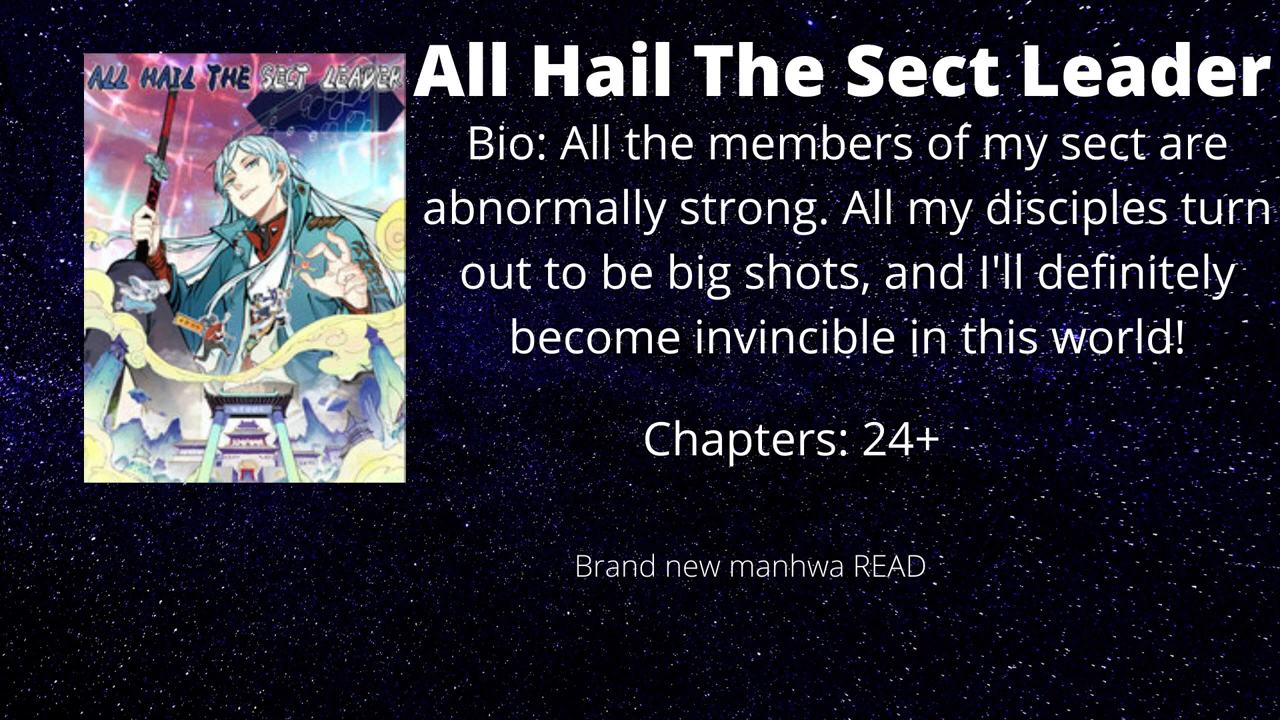 ALL HAIL THE SECT LEADER
All Hail The Sect Leader
Bio: All the members of my sect are
abnormally strong. All my disciples turn
out to be big shots, and I'll definitely
become invincible in this world!
Chapters: 24+
Brand new manhwa READ